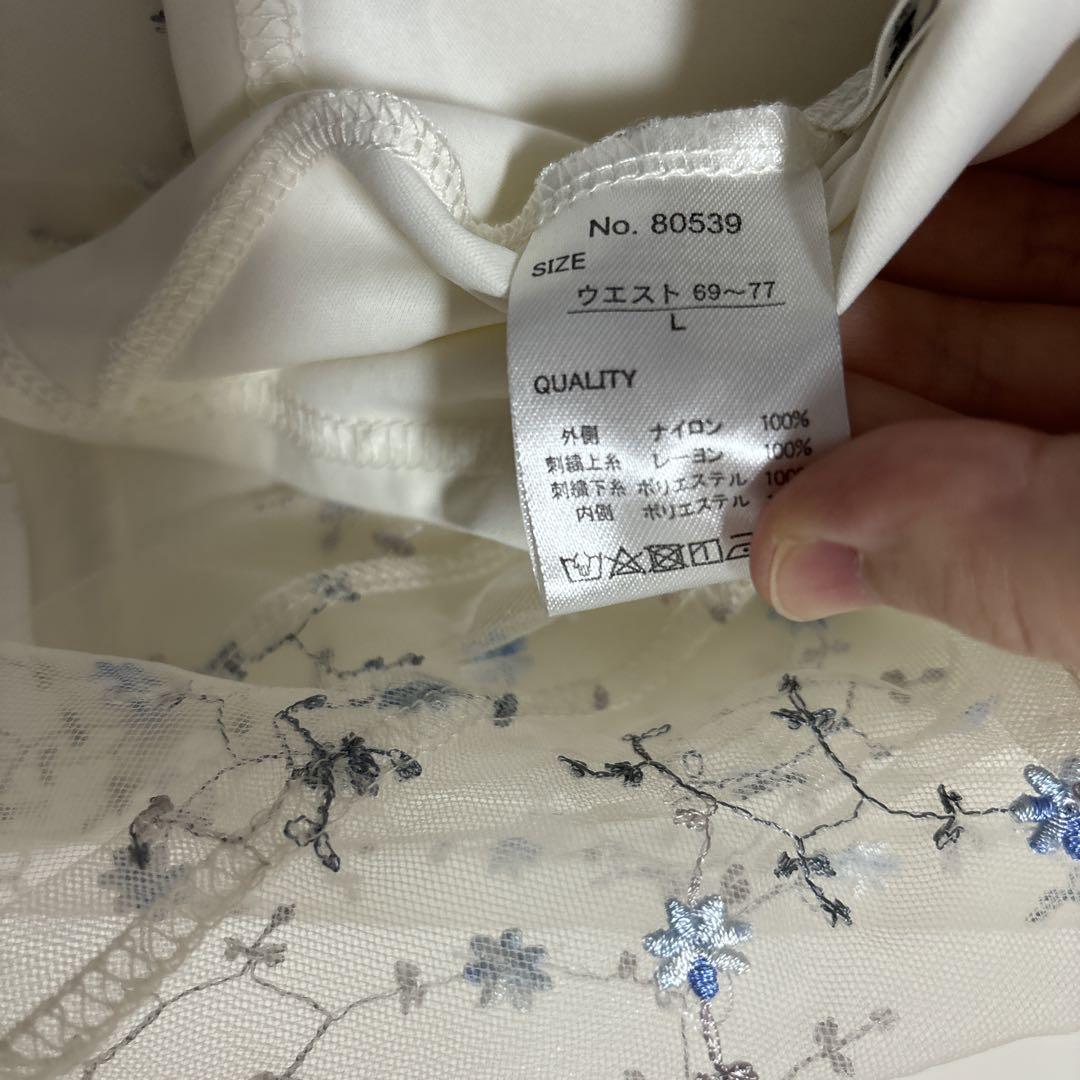 No. 80539
SIZE
ウエスト 69〜77
L
QUALITY
外側 ナイロン 100%
刺繍上糸 レーヨン 100%
刺繍下糸 ポリエステル
内側 ポリエステル